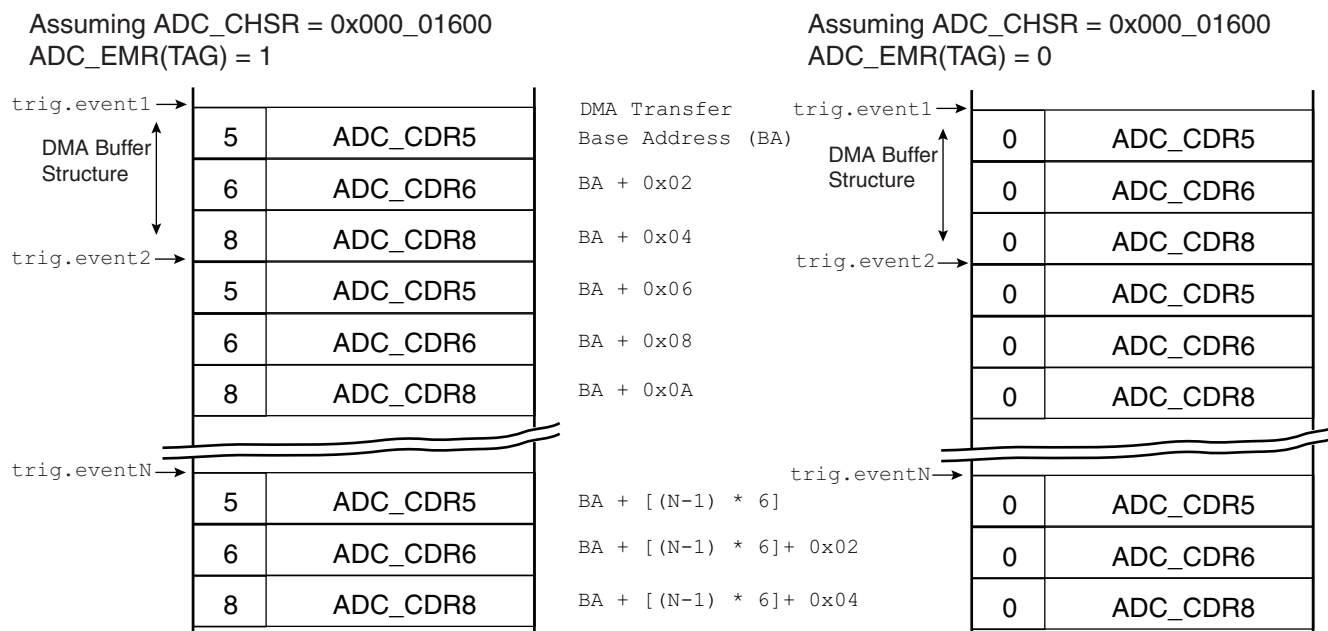 Assuming ADC_CHSR = 0x000_01600
ADC_EMR(TAG) = 1
trig.event1
DMA Buffer
Structure
5 ADC_CDR5
6 ADC_CDR6
8 ADC_CDR8
trig.event2
5 ADC_CDR5
6 ADC_CDR6
8 ADC_CDR8
trig.eventN
5 ADC_CDR5
6 ADC_CDR6
8 ADC_CDR8
DMA Transfer
Base Address (BA)
BA + 0x02
BA + 0x04
BA + 0x06
BA + 0x08
BA + 0x0A
BA + [(N-1) * 6]
BA + [(N-1) * 6]+ 0x02
BA + [(N-1) * 6]+ 0x04
Assuming ADC_CHSR = 0x000_01600
ADC_EMR(TAG) = 0
trig.event1
DMA Buffer
Structure
0 ADC_CDR5
0 ADC_CDR6
0 ADC_CDR8
trig.event2
0 ADC_CDR5
0 ADC_CDR6
0 ADC_CDR8
trig.eventN
0 ADC_CDR5
0 ADC_CDR6
0 ADC_CDR8